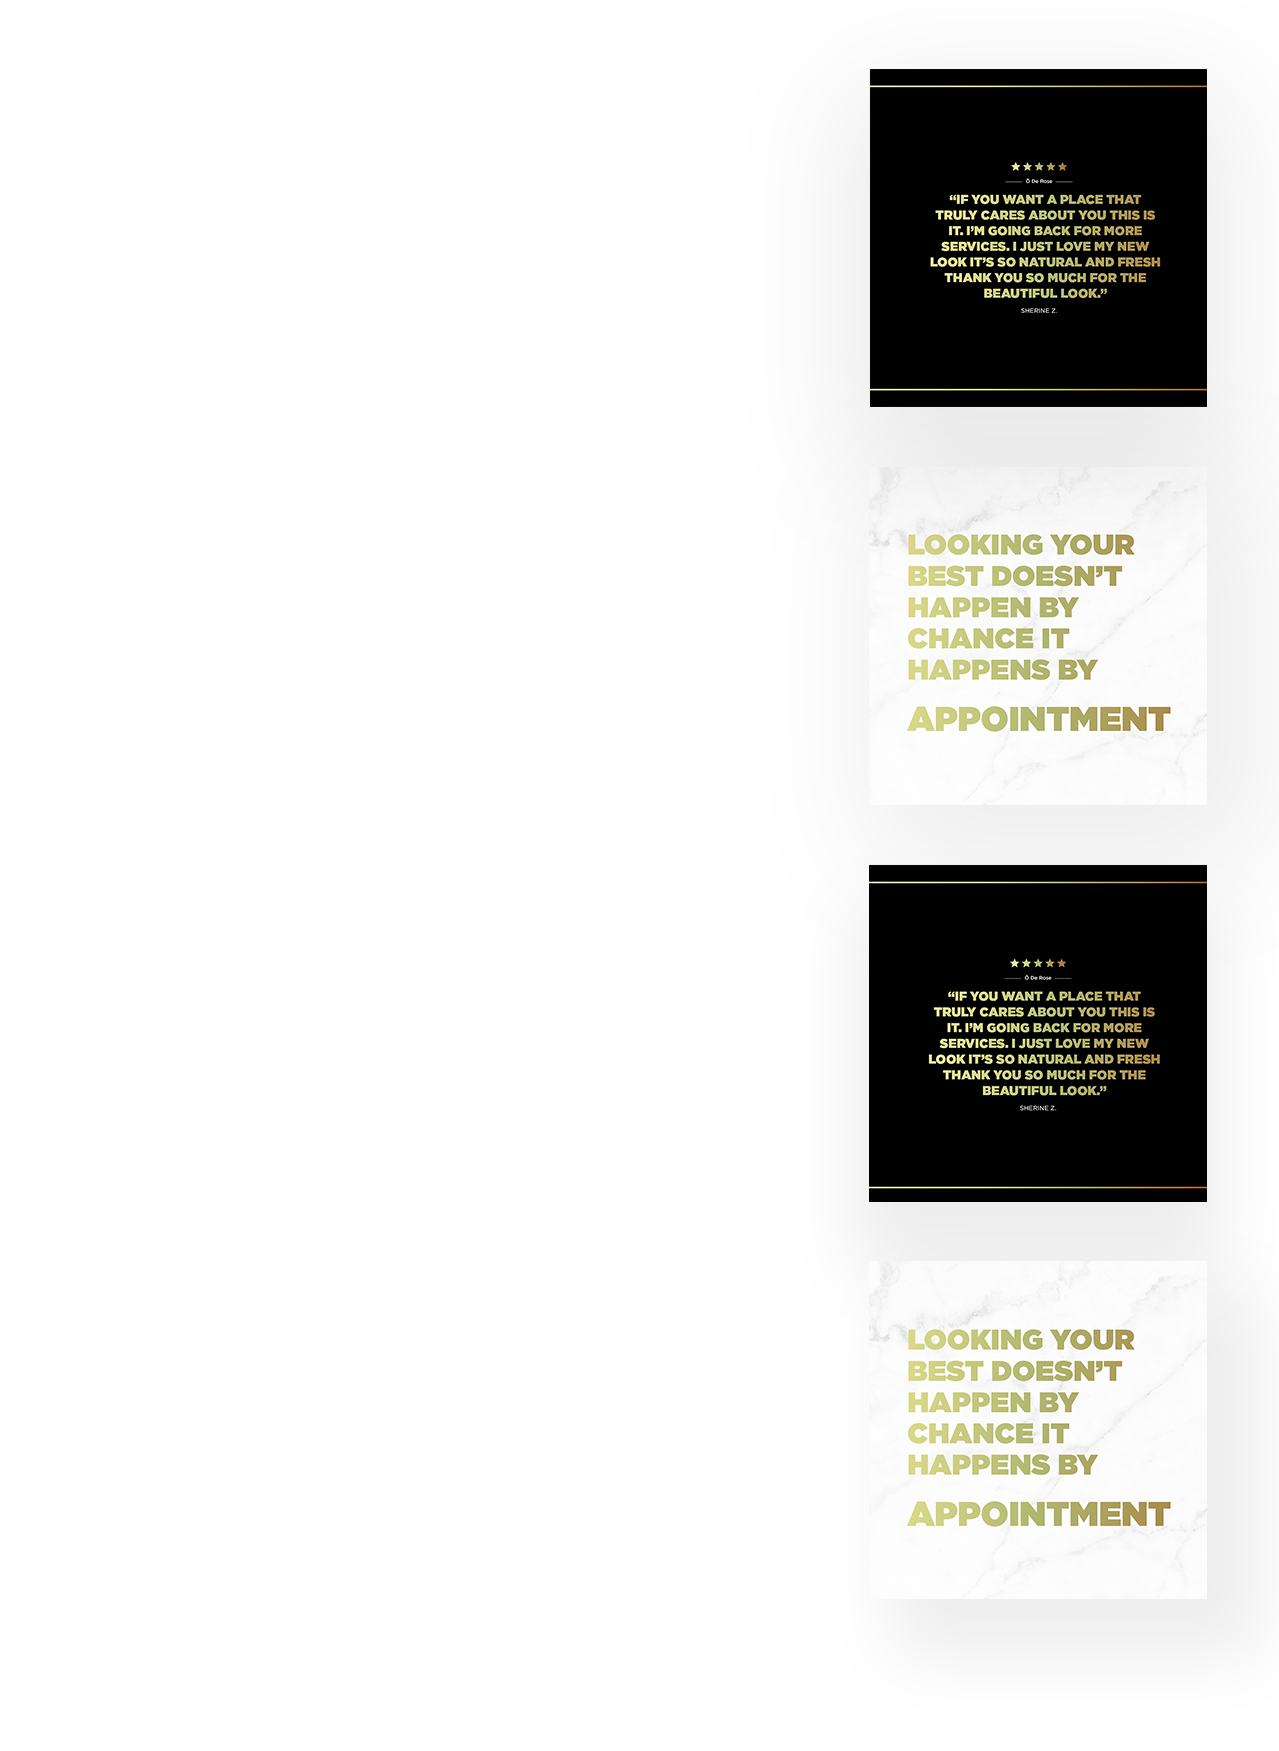 Ô De Rose
“IF YOU WANT A PLACE THAT
TRULY CARES ABOUT YOU THIS IS
IT. I’M GOING BACK FOR MORE
SERVICES. I JUST LOVE MY NEW
LOOK IT’S SO NATURAL AND FRESH
THANK YOU SO MUCH FOR THE
BEAUTIFUL LOOK.”
SHERINE Z.
LOOKING YOUR
BEST DOESN’T
HAPPEN BY
CHANCE IT
HAPPENS BY
APPOINTMENT
Ô De Rose
“IF YOU WANT A PLACE THAT
TRULY CARES ABOUT YOU THIS IS
IT. I’M GOING BACK FOR MORE
SERVICES. I JUST LOVE MY NEW
LOOK IT’S SO NATURAL AND FRESH
THANK YOU SO MUCH FOR THE
BEAUTIFUL LOOK.”
SHERINE Z.
LOOKING YOUR
BEST DOESN’T
HAPPEN BY
CHANCE IT
HAPPENS BY
APPOINTMENT